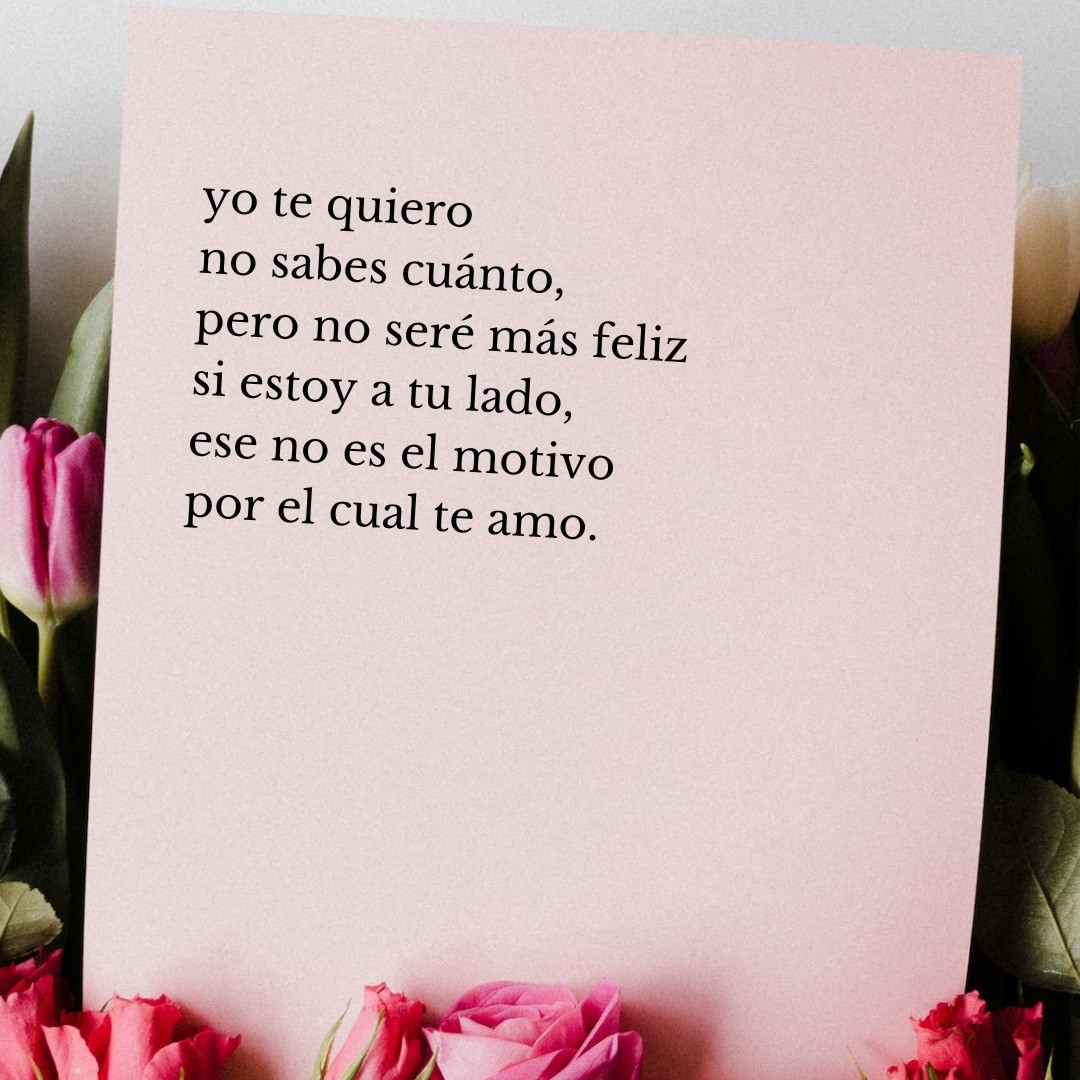 yo te quiero
no sabes cuánto,
pero no seré más feliz
si estoy a tu lado,
ese no es el motivo
por el cual te amo.